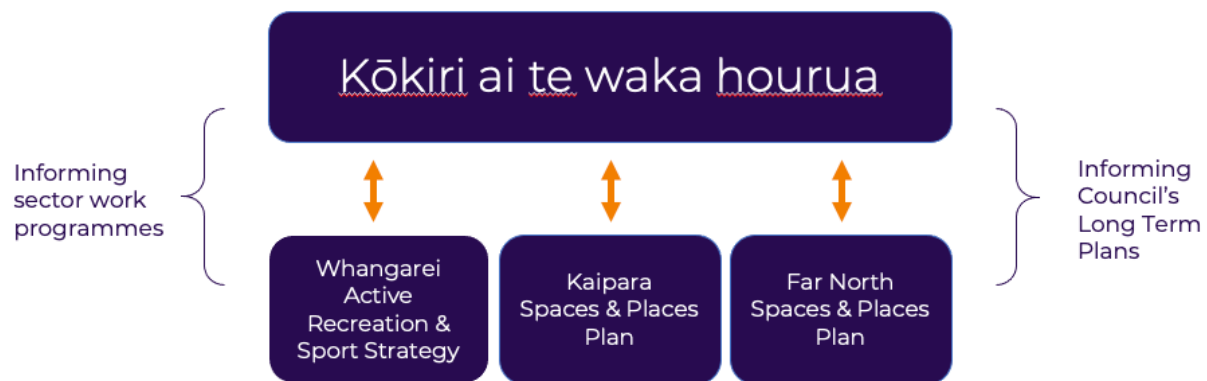 Kōkiri ai te waka hourua
Informing
sector work
programmes
Informing
Council's
Long Term
Plans
Whangarei
Active
Recreation &
Sport Strategy
Kaipara
Spaces & Places
Plan
Far North
Spaces & Places
Plan